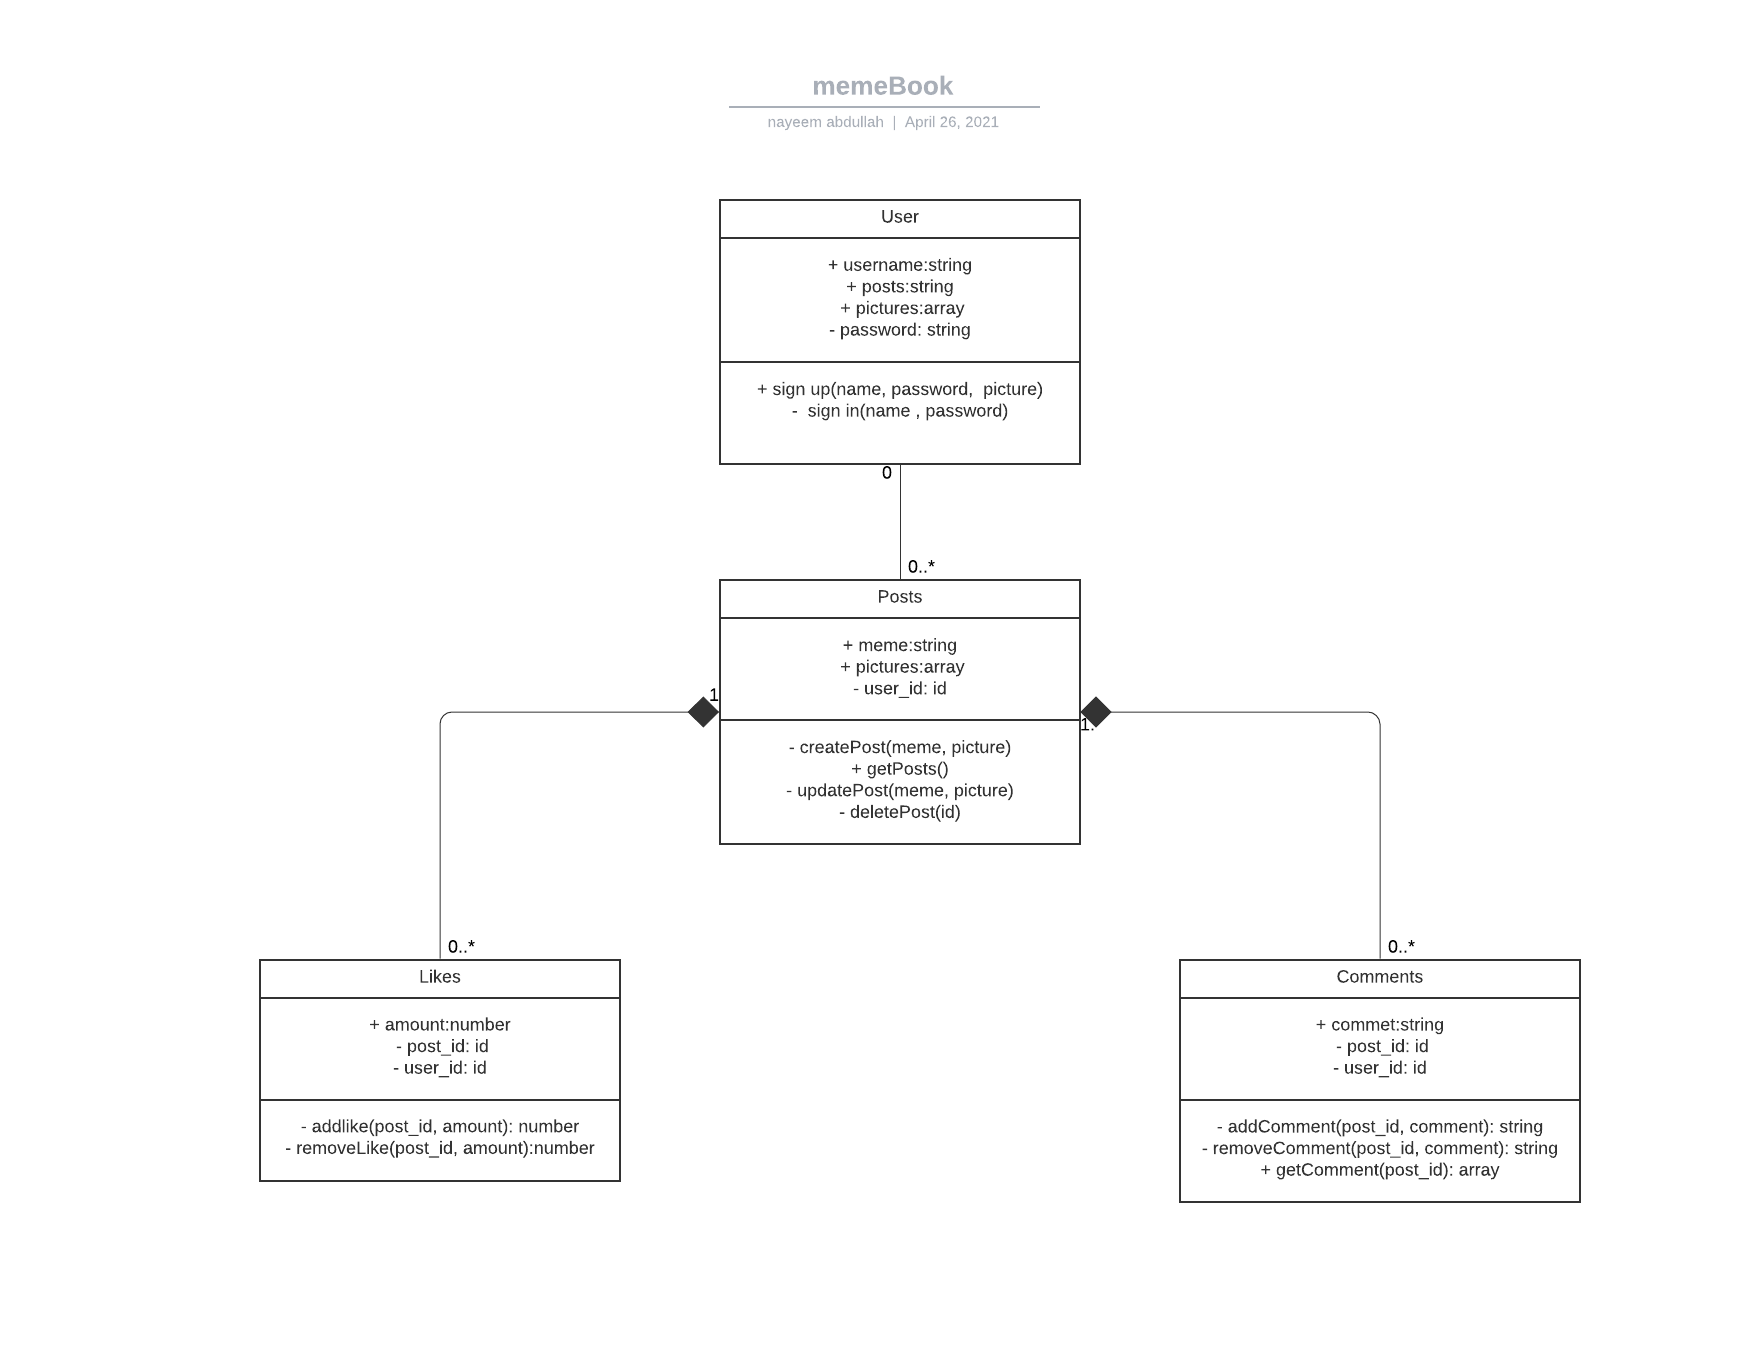 memeBook
nayeem abdullah | April 26, 2021
User
+ username:string
+ posts:string
+ pictures:array
- password: string
+ sign up(name, password,  picture)
-  sign in(name , password)
0
0..*
Posts
+ meme:string
+ pictures:array
- user_id: id
1
1.
- createPost(meme, picture)
+ getPosts()
- updatePost(meme, picture)
- deletePost(id)
0..*
Likes
+ amount:number
- post_id: id
- user_id: id
- addlike(post_id, amount): number
- removeLike(post_id, amount):number
0..*
Comments
+ commet:string
- post_id: id
- user_id: id
- addComment(post_id, comment): string
- removeComment(post_id, comment): string
+ getComment(post_id): array